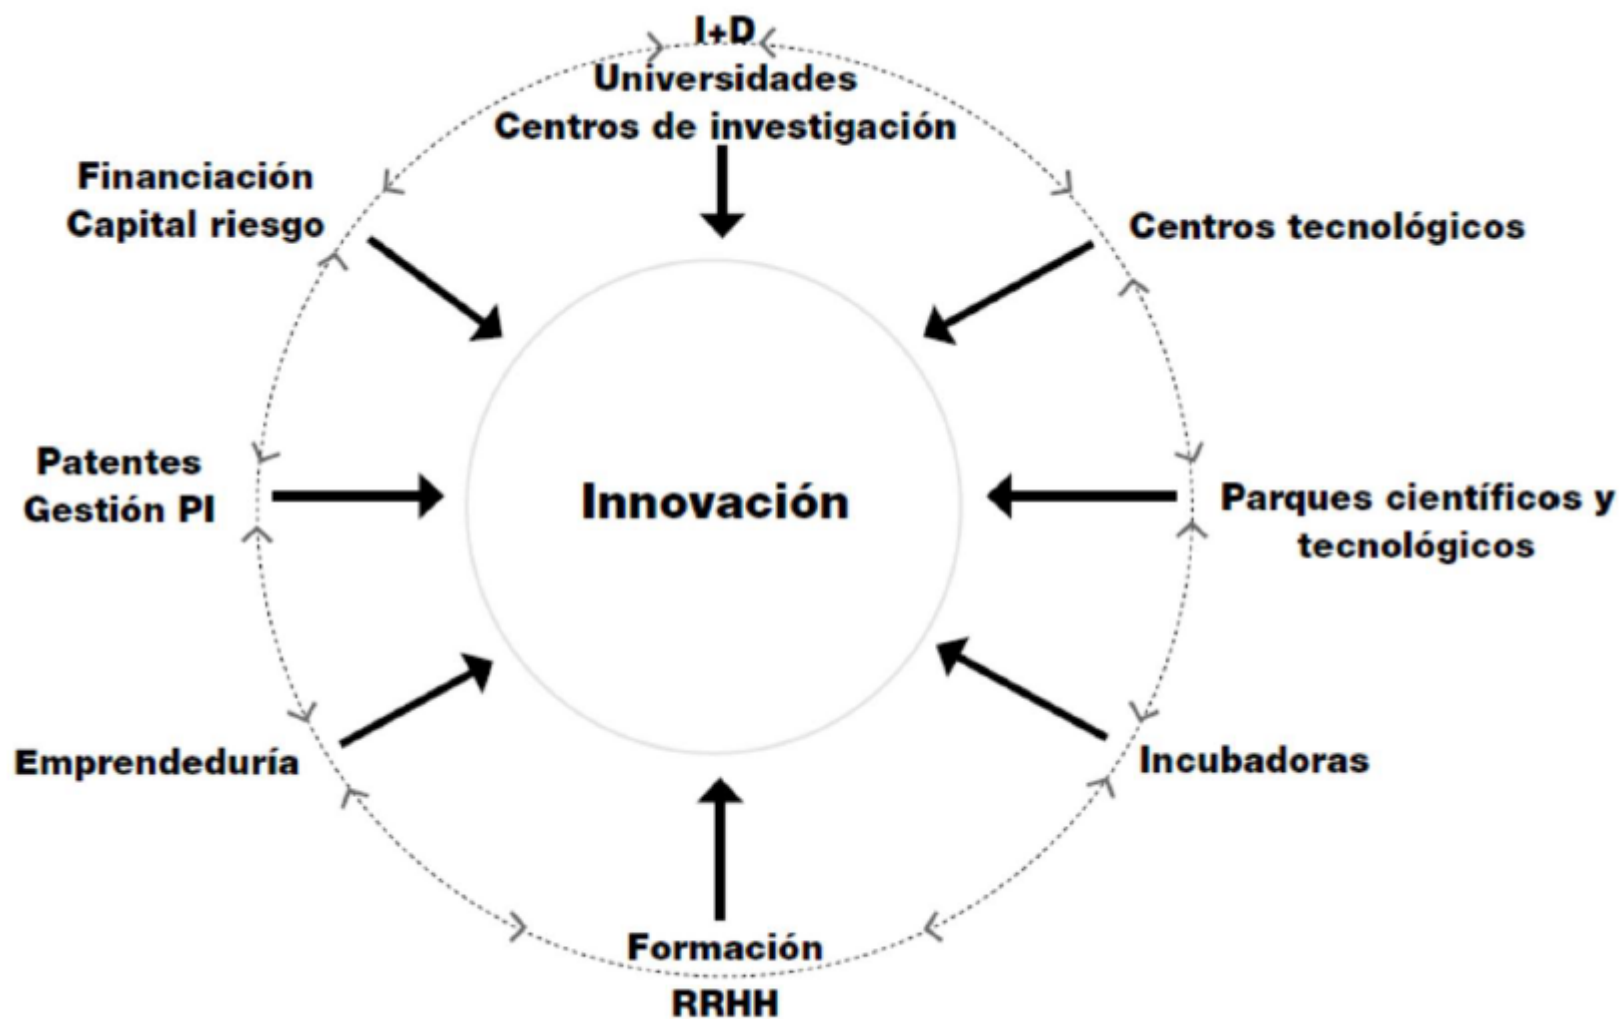 I+D
Universidades
Centros de investigación
Financiación
Capital riesgo
Centros tecnológicos
Patentes
Gestión PI
Innovación
Parques científicos y
tecnológicos
Emprendeduría
Incubadoras
Formación
RRHH